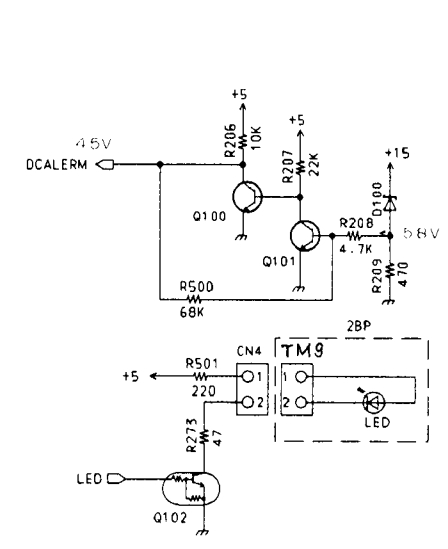 +5
4.5V
R206
10K
+5
R207
22K
+15
DCALERM
D100
Q100
R208
4.7K
5.8V
Q101
R209
470
R500
68K
2BP
CN4
TM9
R501
+5
220
1
1
2
2
LED
R273
47
LED
Q102